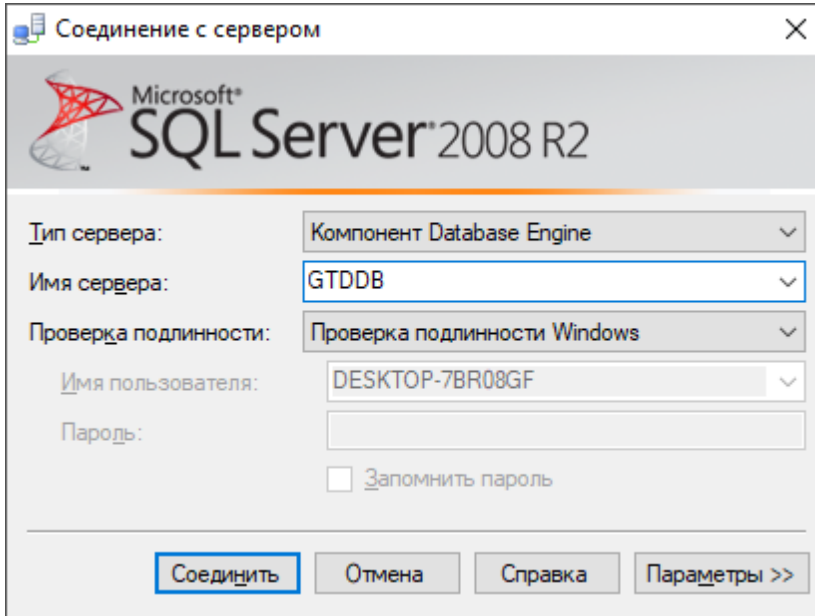 Соединение с сервером
Microsoft®
SQL Server® 2008 R2
Тип сервера: Компонент Database Engine
Имя сервера: GTDDB
Проверка подлинности: Проверка подлинности Windows
Имя пользователя: DESKTOP-7BR08GF
Пароль:
Запомнить пароль
Соединить Отмена Справка Параметры >>